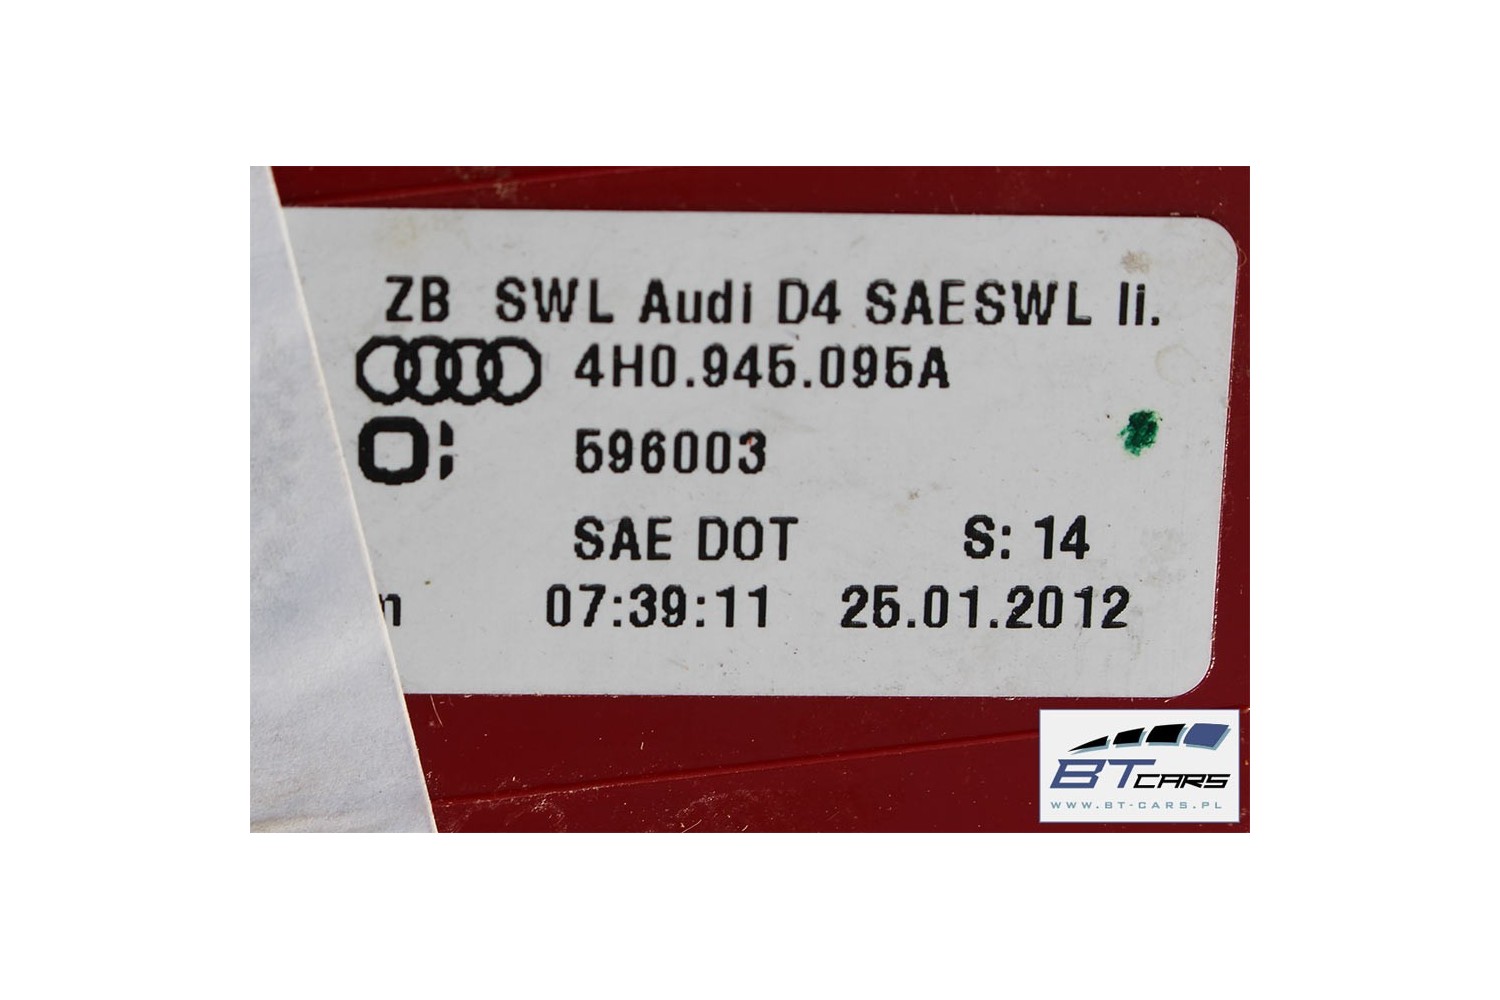 ZB SWL Audi D4 SAESWL li.
4H0.945.095A
596003
SAE DOT S: 14
07:39:11 25.01.2012
BT CARS
WWW.BT-CARS.PL